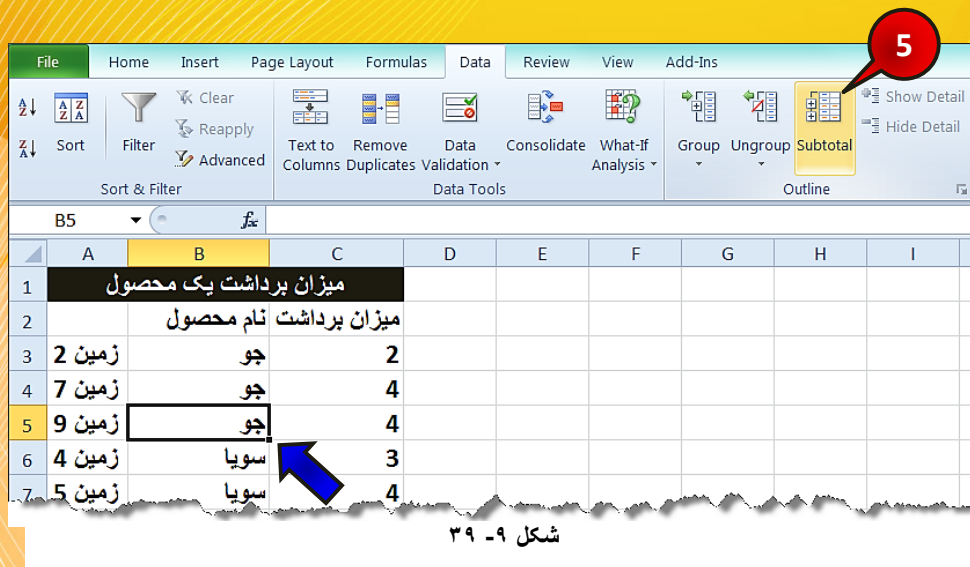 5
File Home Insert Page Layout Formulas Data Review View Add-Ins
Sort Filter Clear Reapply Advanced
Text to Columns Remove Duplicates Data Validation Consolidate What-If Analysis
Group Ungroup Subtotal Show Detail Hide Detail
Sort & Filter Data Tools Outline
B5 fx
A B C D E F G H I
1 میزان برداشت یک محصول
2 نام محصول میزان برداشت
3 زمین 2 جو 2
4 زمین 7 جو 4
5 زمین 9 جو 4
6 زمین 4 سویا 3
7 زمین 5 سویا 4
شکل ۹- ۳۹